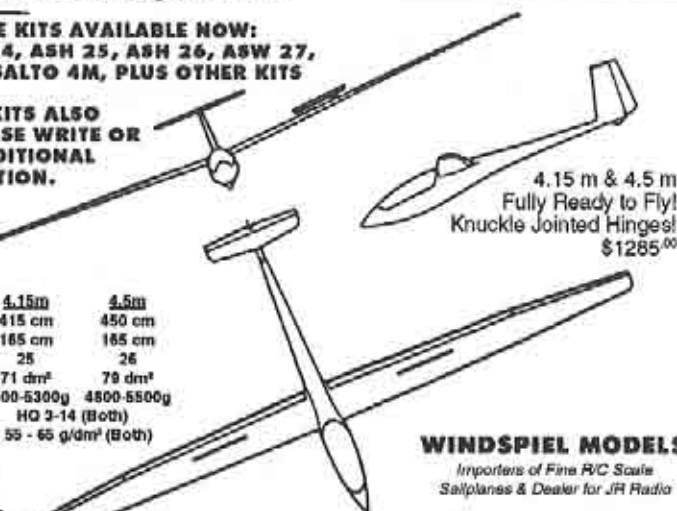 E KITS AVAILABLE NOW:
4, ASH 25, ASH 26, ASW 27,
SALTO 4M, PLUS OTHER KITS
KITS ALSO
SE WRITE OR
DITIONAL
TION.
4.15 m & 4.5 m
Fully Ready to Fly!
Knuckle Jointed Hinges!
$1285.00
4.15m 4.5m
415 cm 450 cm
165 cm 165 cm
25 26
71 dm² 79 dm²
00-5300g 4800-5500g
HQ 3-14 (Both)
55 - 65 g/dm² (Both)
WINDSPIEL MODELS
Importers of Fine R/C Scale
Sailplanes & Dealer for JR Radio